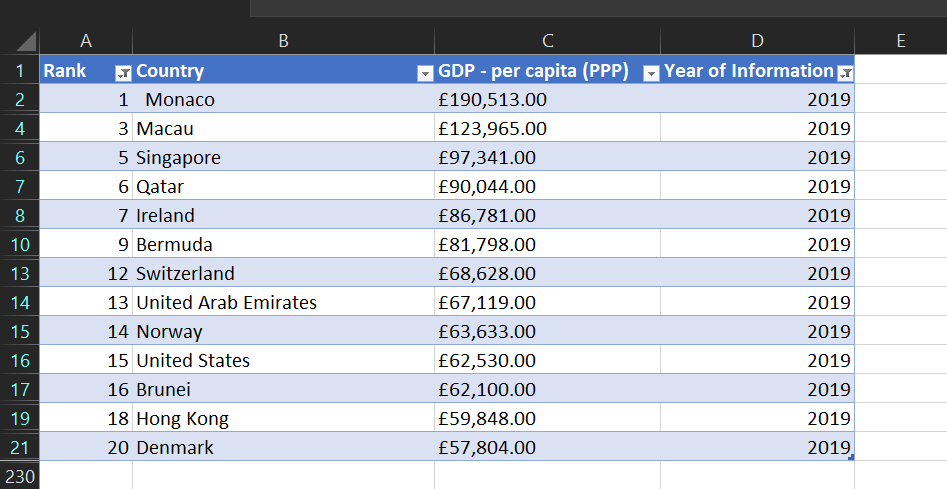 A B C D E
1 Rank Country GDP - per capita (PPP) Year of Information
2 1 Monaco £190,513.00 2019
4 3 Macau £123,965.00 2019
6 5 Singapore £97,341.00 2019
7 6 Qatar £90,044.00 2019
8 7 Ireland £86,781.00 2019
10 9 Bermuda £81,798.00 2019
13 12 Switzerland £68,628.00 2019
14 13 United Arab Emirates £67,119.00 2019
15 14 Norway £63,633.00 2019
16 15 United States £62,530.00 2019
17 16 Brunei £62,100.00 2019
19 18 Hong Kong £59,848.00 2019
21 20 Denmark £57,804.00 2019
230